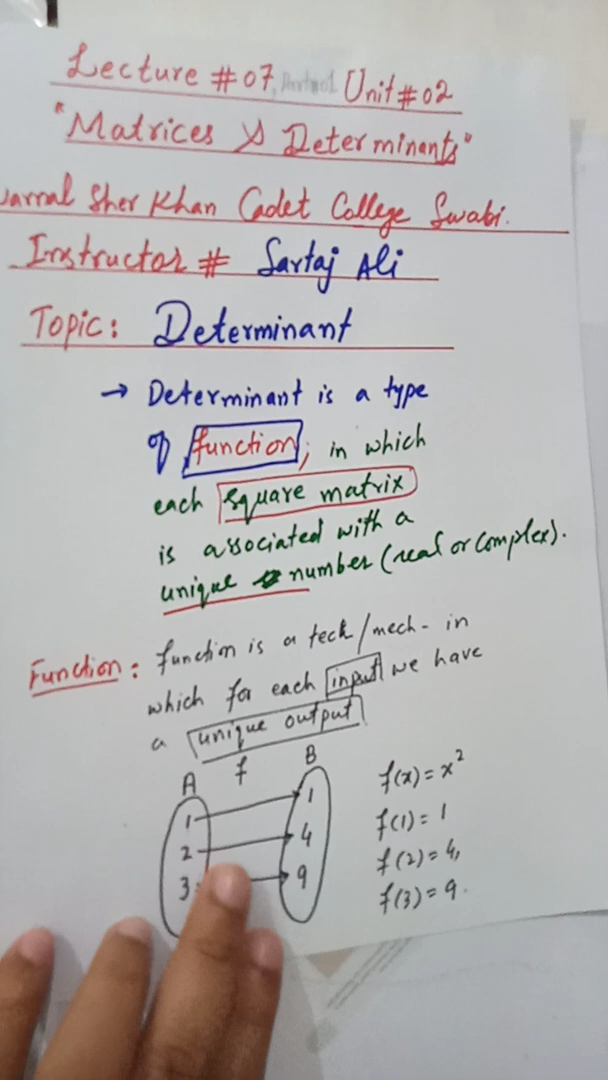 Lecture #07, Unit #02
"Matrices & Determinants"
Sher Khan Cadet College Swabi.
Instructor # Sartaj Ali
Topic: Determinant
→ Determinant is a type
of function, in which
each square matrix
is associated with a
unique number (real or complex).
Function: function is a tech/mech- in
which for each input we have
a unique output
A f B
1 1
2 4
3 9
f(x) = x²
f(1) = 1
f(2) = 4,
f(3) = 9.